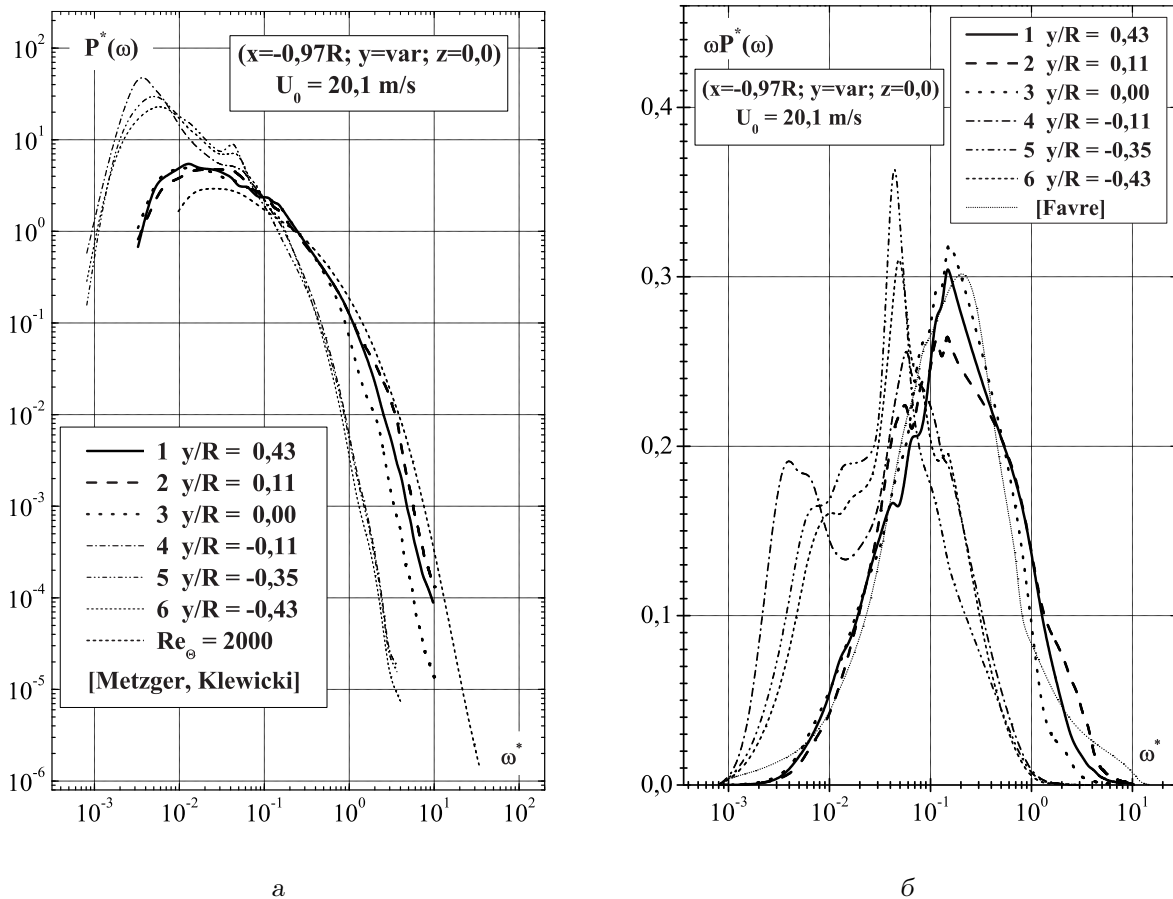 P*(ω)
(x=-0,97R; y=var; z=0,0)
U₀ = 20,1 m/s
10²
10¹
10⁰
10⁻¹
10⁻²
10⁻³
10⁻⁴
10⁻⁵
10⁻⁶
1 y/R = 0,43
2 y/R = 0,11
3 y/R = 0,00
4 y/R = -0,11
5 y/R = -0,35
6 y/R = -0,43
Re_Θ = 2000
[Metzger, Klewicki]
ω*
10⁻³ 10⁻² 10⁻¹ 10⁰ 10¹ 10²
а
ωP*(ω)
(x=-0,97R; y=var; z=0,0)
U₀ = 20,1 m/s
1 y/R = 0,43
2 y/R = 0,11
3 y/R = 0,00
4 y/R = -0,11
5 y/R = -0,35
6 y/R = -0,43
[Favre]
0,4
0,3
0,2
0,1
0,0
ω*
10⁻³ 10⁻² 10⁻¹ 10⁰ 10¹
б